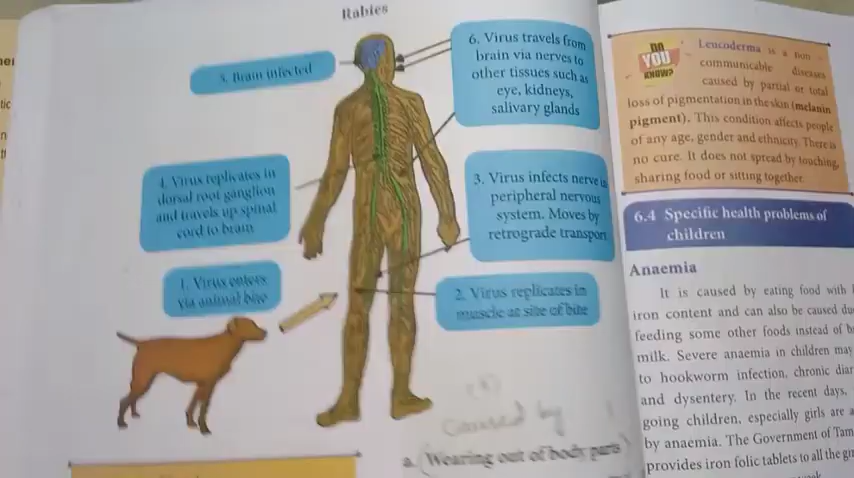 Rabies
5. Brain infected
6. Virus travels from
brain via nerves to
other tissues such as
eye, kidneys,
salivary glands
4. Virus replicates in
dorsal root ganglion
and travels up spinal
cord to brain
3. Virus infects nerve in
peripheral nervous
system. Moves by
retrograde transport
1. Virus enters
via animal bite
2. Virus replicates in
muscle at site of bite
caused by
a. Wearing out of body parts
DO
YOU
KNOW?
Leucoderma is a non
communicable diseases
caused by partial or total
loss of pigmentation in the skin (melanin
pigment). This condition affects people
of any age, gender and ethnicity. There is
no cure. It does not spread by touching,
sharing food or sitting together.
6.4 Specific health problems of
children
Anaemia
It is caused by eating food with
iron content and can also be caused
feeding some other foods instead of
milk. Severe anaemia in children may
to hookworm infection, chronic
and dysentery. In the recent days,
going children, especially girls are
by anaemia. The Government of
provides iron folic tablets to all the